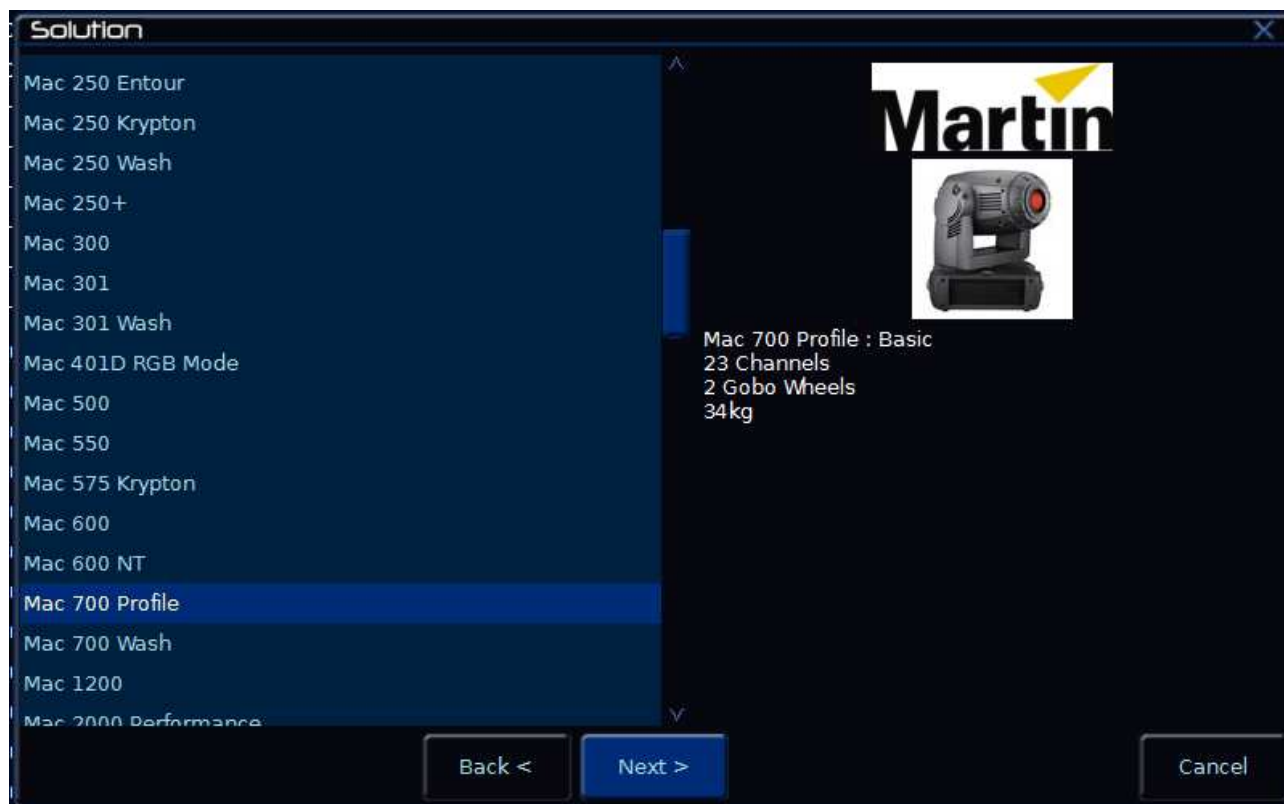 Solution
Mac 250 Entour
Mac 250 Krypton
Mac 250 Wash
Mac 250+
Mac 300
Mac 301
Mac 301 Wash
Mac 401D RGB Mode
Mac 500
Mac 550
Mac 575 Krypton
Mac 600
Mac 600 NT
Mac 700 Profile
Mac 700 Wash
Mac 1200
Mac 2000 Performance
Martin
Mac 700 Profile : Basic
23 Channels
2 Gobo Wheels
34kg
Back <
Next >
Cancel